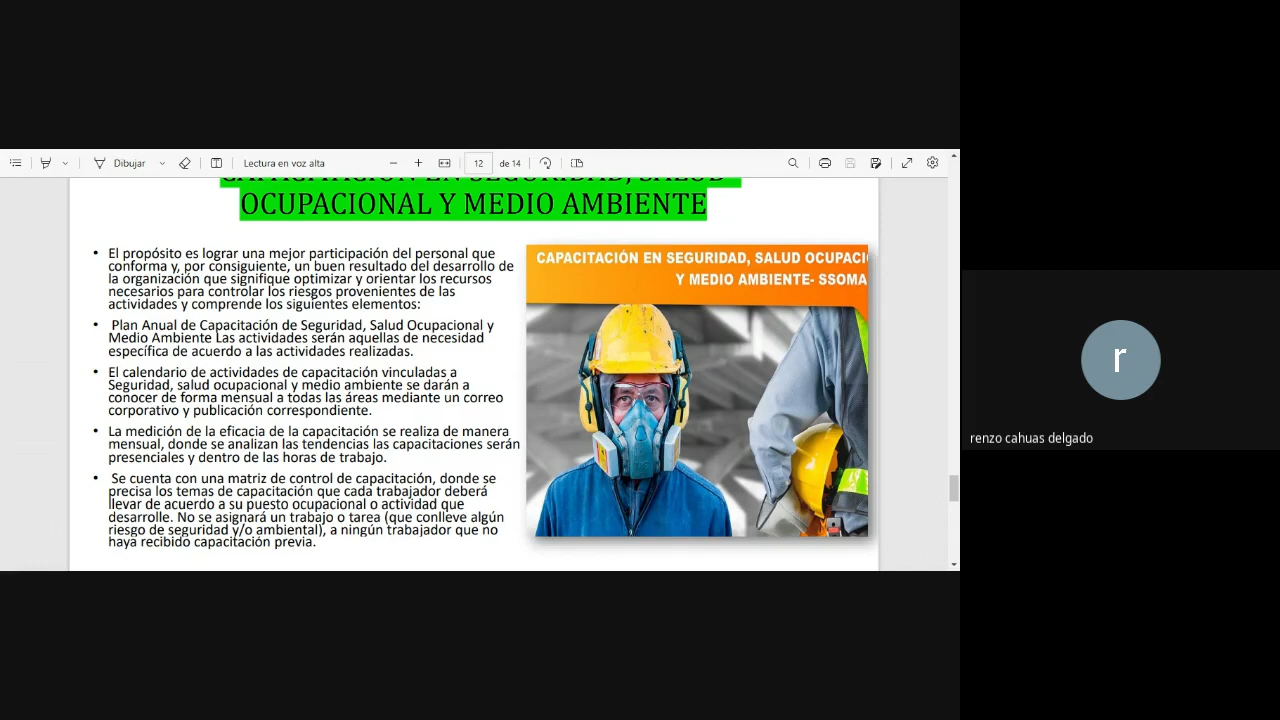 Dibujar
Lectura en voz alta
12
de 14
CAPACITACIÓN EN SEGURIDAD, SALUD
OCUPACIONAL Y MEDIO AMBIENTE
• El propósito es lograr una mejor participación del personal que
conforma y, por consiguiente, un buen resultado del desarrollo de
la organización que signifique optimizar y orientar los recursos
necesarios para controlar los riesgos provenientes de las
actividades y comprende los siguientes elementos:
• Plan Anual de Capacitación de Seguridad, Salud Ocupacional y
Medio Ambiente Las actividades serán aquellas de necesidad
específica de acuerdo a las actividades realizadas.
• El calendario de actividades de capacitación vinculadas a
Seguridad, salud ocupacional y medio ambiente se darán a
conocer de forma mensual a todas las áreas mediante un correo
corporativo y publicación correspondiente.
• La medición de la eficacia de la capacitación se realiza de manera
mensual, donde se analizan las tendencias las capacitaciones serán
presenciales y dentro de las horas de trabajo.
• Se cuenta con una matriz de control de capacitación, donde se
precisa los temas de capacitación que cada trabajador deberá
llevar de acuerdo a su puesto ocupacional o actividad que
desarrolle. No se asignará un trabajo o tarea (que conlleve algún
riesgo de seguridad y/o ambiental), a ningún trabajador que no
haya recibido capacitación previa.
CAPACITACIÓN EN SEGURIDAD, SALUD OCUPACI
Y MEDIO AMBIENTE- SSOMA
r
renzo cahuas delgado